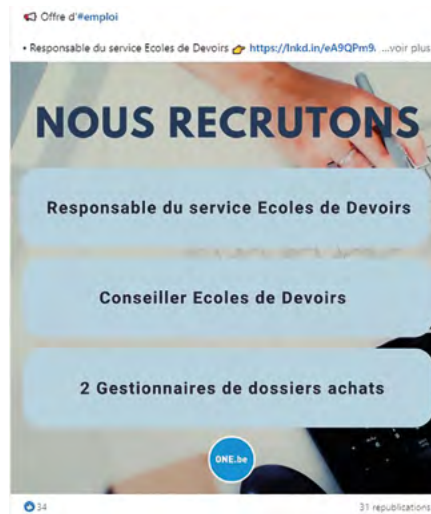 📢 Offre d'#emploi
• Responsable du service Ecoles de Devoirs 👉 https://lnkd.in/eA9QPm9 ...voir plus
NOUS RECRUTONS
Responsable du service Ecoles de Devoirs
Conseiller Ecoles de Devoirs
2 Gestionnaires de dossiers achats
ONE.be
34
31 republications